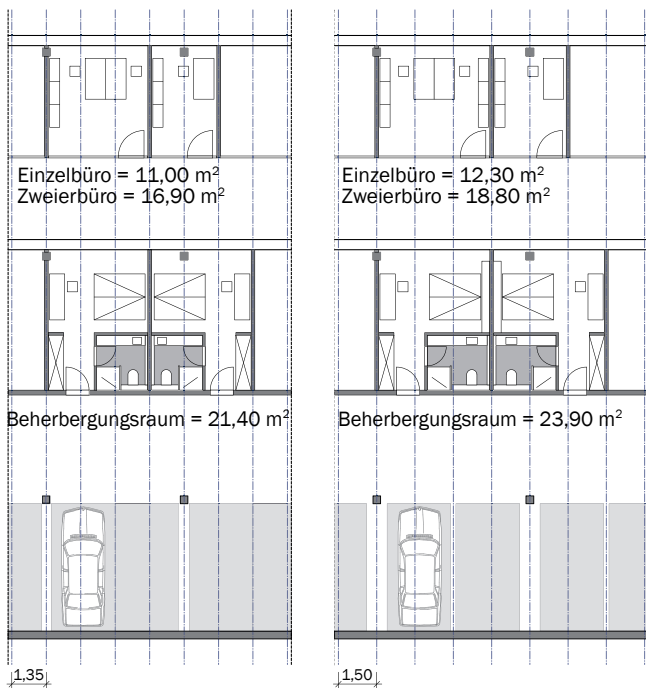 Einzelbüro = 11,00 m²
Zweierbüro = 16,90 m²
Einzelbüro = 12,30 m²
Zweierbüro = 18,80 m²
Beherbergungsraum = 21,40 m²
Beherbergungsraum = 23,90 m²
1,35
1,50